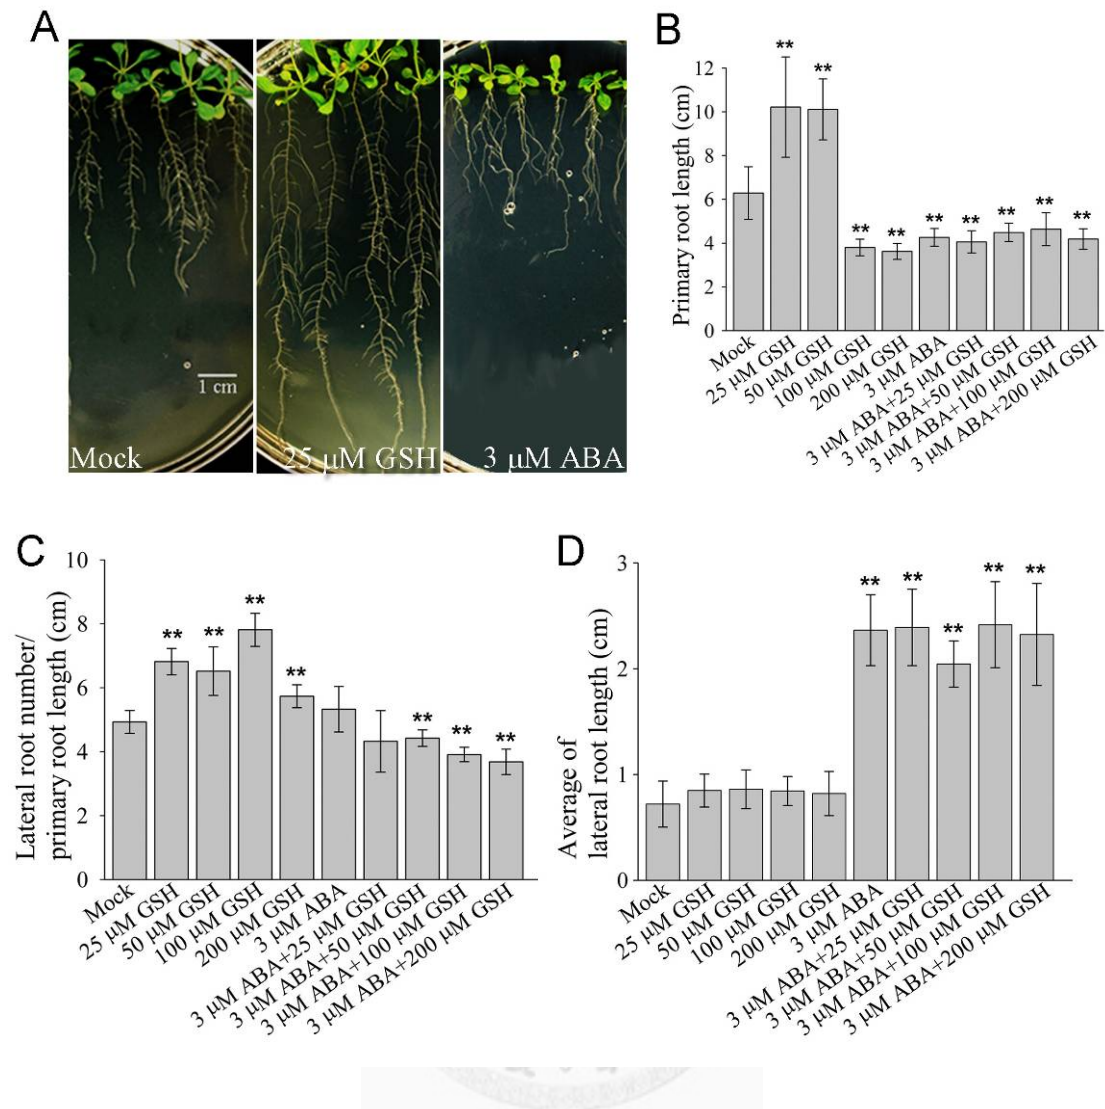 A
Mock
1 cm
25 μM GSH
3 μM ABA
B
Primary root length (cm)
12
10
8
6
4
2
0
**
**
**
**
**
**
**
**
**
Mock
25 μM GSH
50 μM GSH
100 μM GSH
200 μM GSH
3 μM ABA
3 μM ABA+25 μM GSH
3 μM ABA+50 μM GSH
3 μM ABA+100 μM GSH
3 μM ABA+200 μM GSH
C
Lateral root number/
primary root length (cm)
10
8
6
4
2
0
**
**
**
**
**
**
**
Mock
25 μM GSH
50 μM GSH
100 μM GSH
200 μM GSH
3 μM ABA
3 μM ABA+25 μM GSH
3 μM ABA+50 μM GSH
3 μM ABA+100 μM GSH
3 μM ABA+200 μM GSH
D
Average of
lateral root length (cm)
3
2
1
0
**
**
**
**
**
Mock
25 μM GSH
50 μM GSH
100 μM GSH
200 μM GSH
3 μM ABA
3 μM ABA+25 μM GSH
3 μM ABA+50 μM GSH
3 μM ABA+100 μM GSH
3 μM ABA+200 μM GSH